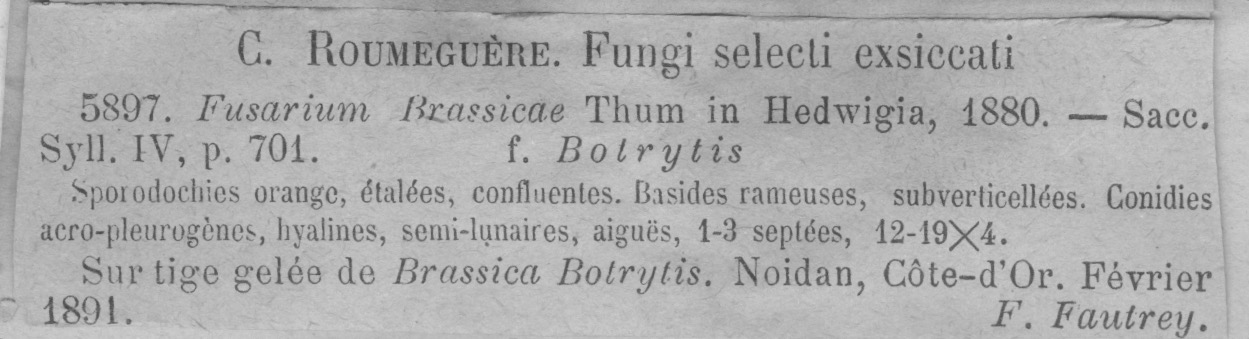 C. ROUMEGUÈRE. Fungi selecti exsiccati
5897. Fusarium Brassicae Thum in Hedwigia, 1880. — Sacc.
Syll. IV, p. 701. f. Botrytis
Sporodochies orange, étalées, confluentes. Basides rameuses, subverticellées. Conidies
acro-pleurogènes, hyalines, semi-lunaires, aiguës, 1-3 septées, 12-19×4.
Sur tige gelée de Brassica Botrytis. Noidan, Côte-d'Or. Février
1891. F. Fautrey.